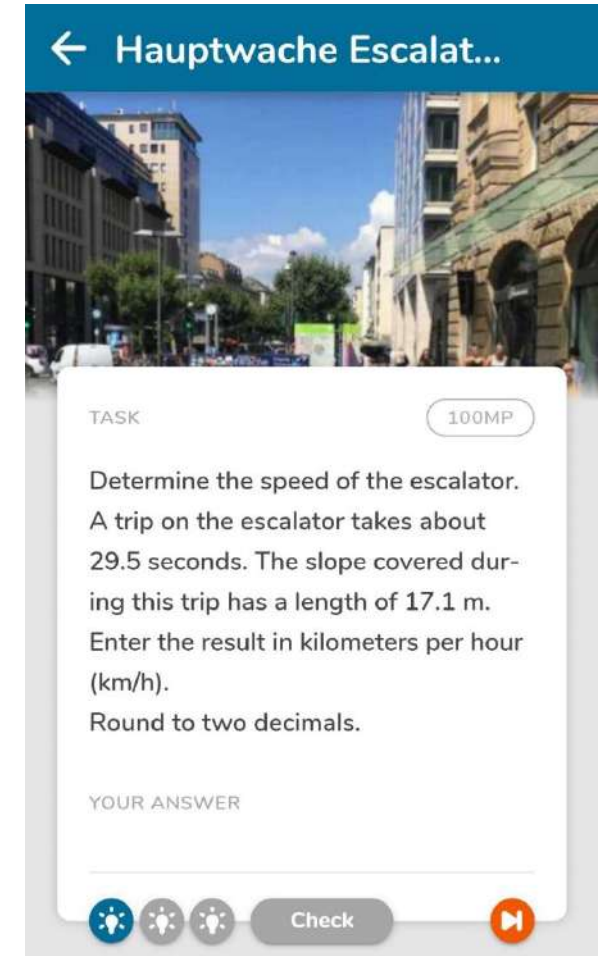 Hauptwache Escalat...
TASK
100MP
Determine the speed of the escalator.
A trip on the escalator takes about
29.5 seconds. The slope covered dur-
ing this trip has a length of 17.1 m.
Enter the result in kilometers per hour
(km/h).
Round to two decimals.
YOUR ANSWER
Check